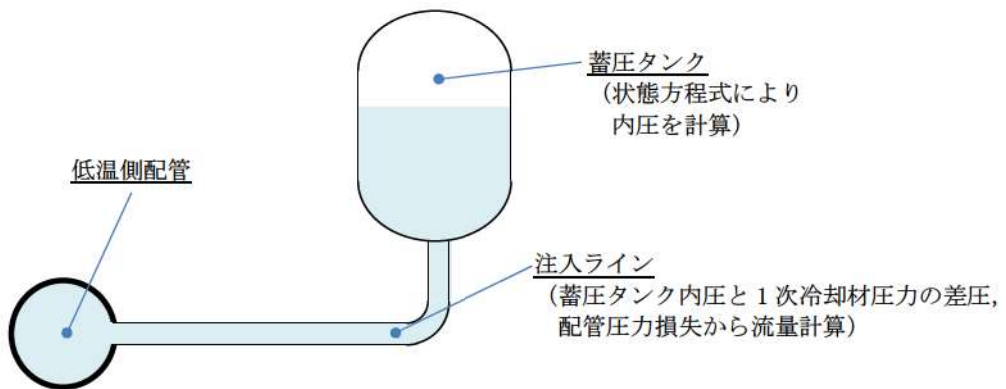 蓄圧タンク
（状態方程式により
内圧を計算）
低温側配管
注入ライン
（蓄圧タンク内圧と１次冷却材圧力の差圧，
配管圧力損失から流量計算）